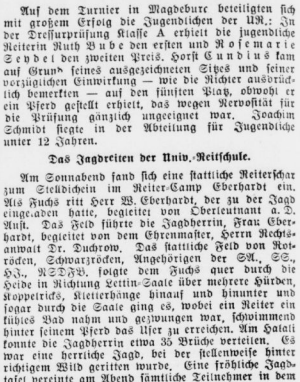 Auf dem Turnier in Magdeburg beteiligten sich
mit großem Erfolg die Jugendlichen der UR.: In
der Dressurprüfung Klasse A erhielt die jugendliche
Reiterin Ruth Bube den ersten und Rosemarie
Seydel den zweiten Preis. Horst Cundius kam
auf Grund seines ausgezeichneten Sitzes und seiner
vorzüglichen Einwirkung — wie die Richter ausdrück-
lich bemerkten — auf den fünften Platz, obwohl er
ein Pferd gestellt erhielt, das wegen Nervosität für
die Prüfung gänzlich ungeeignet war. Joachim
Schmidt siegte in der Abteilung für Jugendliche
unter 12 Jahren.
Das Jagdreiten der Univ.-Reitschule.
Am Sonnabend fand sich eine stattliche Reiterschar
zum Stelldichein im Reiter-Camp Eberhardt ein.
Als Fuchs ritt Herr W. Eberhardt, der zu der Jagd
eingeladen hatte, begleitet von Oberleutnant a. D.
Aust. Das Feld führte die Jagdherrin, Frau Eber-
hardt, begleitet von dem Ehrenmaster, Herrn Rechts-
anwalt Dr. Duchrow. Das stattliche Feld von Rot-
röcken, Schwarzröcken, Angehörigen der SA., SS.,
HJ., NSDFB. folgte dem Fuchs quer durch die
Heide in Richtung Lettin-Saale über mehrere Hürden,
Koppelricks, Kletterhänge hinauf und hinunter und
sogar durch die Saale ging es, wobei ein Reiter ein
kühles Bad nahm und gezwungen war, schwimmend
hinter seinem Pferd das Ufer zu erreichen. Am Halali
konnte die Jagdherrin etwa 35 Brüche verteilen. Es
war eine herrliche Jagd, bei der stellenweise hinter
richtigem Wild geritten wurde. Eine fröhliche Jagd-
tafel vereinte am Abend sämtliche Teilnehmer in dem